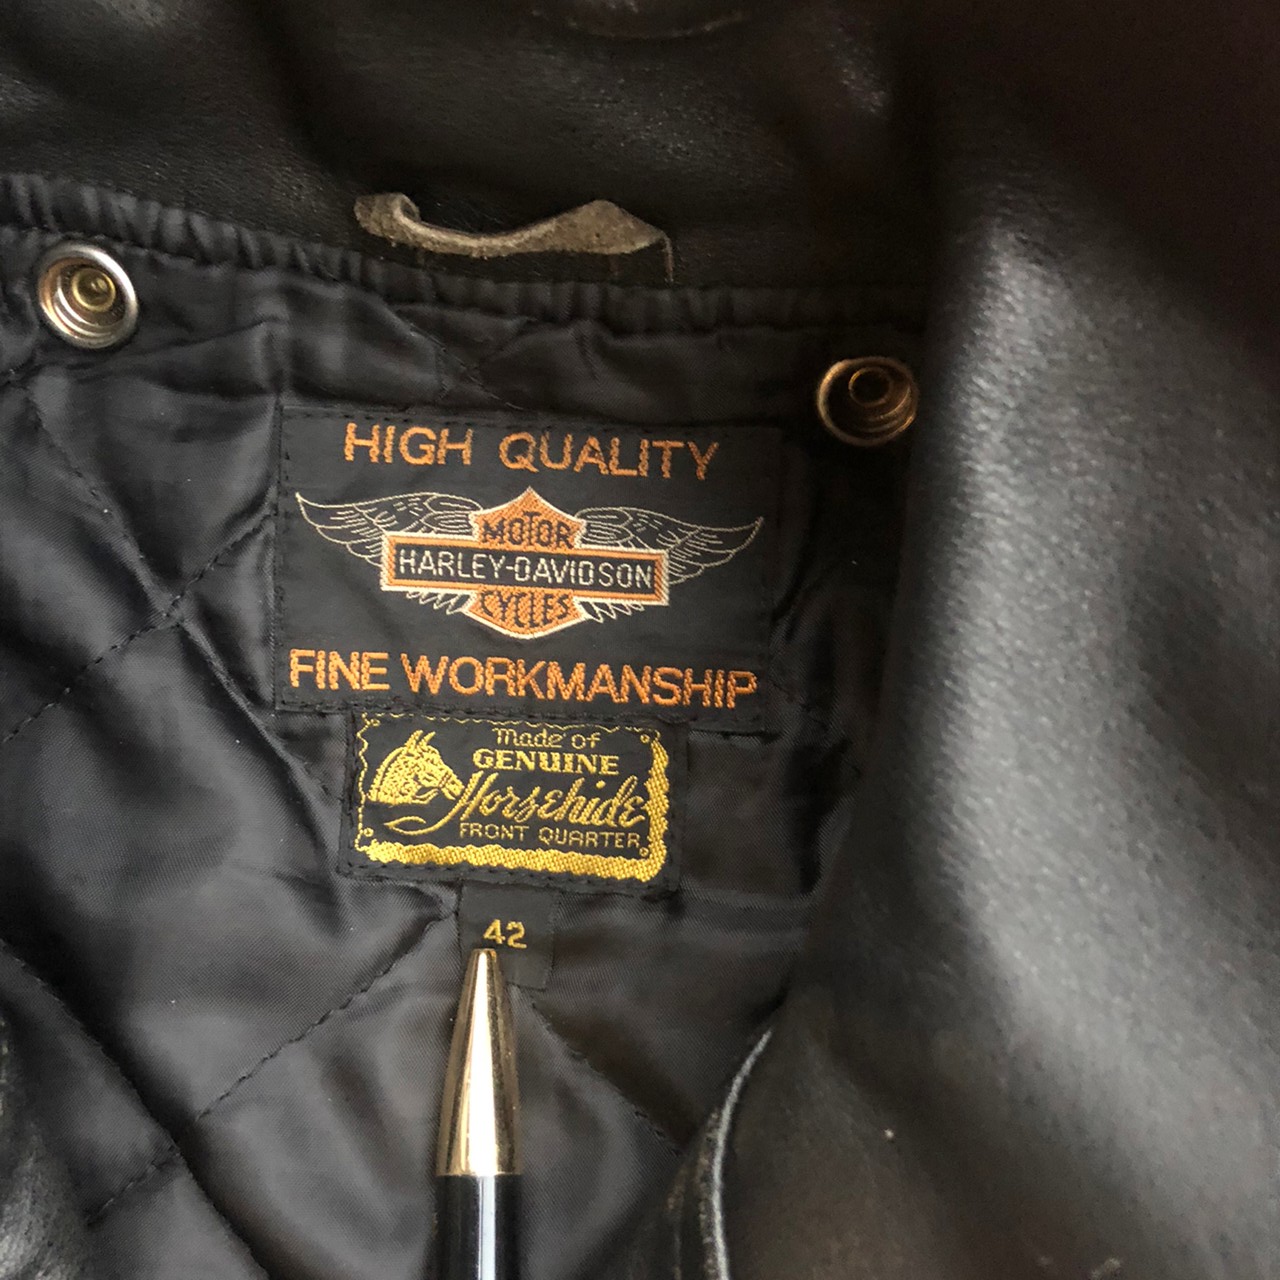 HIGH QUALITY
MOTOR
HARLEY-DAVIDSON
CYCLES
FINE WORKMANSHIP
Made of
GENUINE
Horsehide
FRONT QUARTER
42